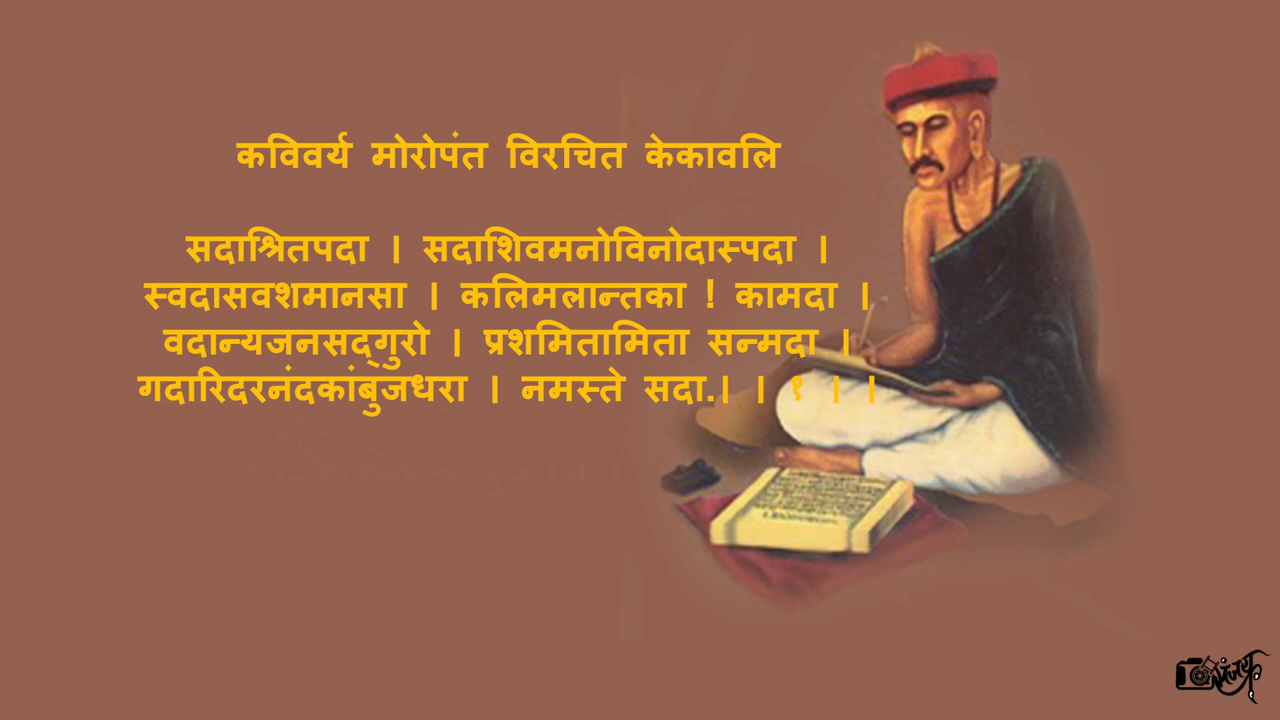 कविवर्य मोरोपंत विरचित केकावलि
सदाश्रितपदा । सदाशिवमनोविनोदास्पदा ।
स्वदासवशमानसा । कलिमलान्तका ! कामदा ।
वदान्यजनसद्‌गुरो । प्रशमितामिता सन्मदा ।
गदारिदरनंदकांबुजधरा । नमस्ते सदा.। । १ । ।